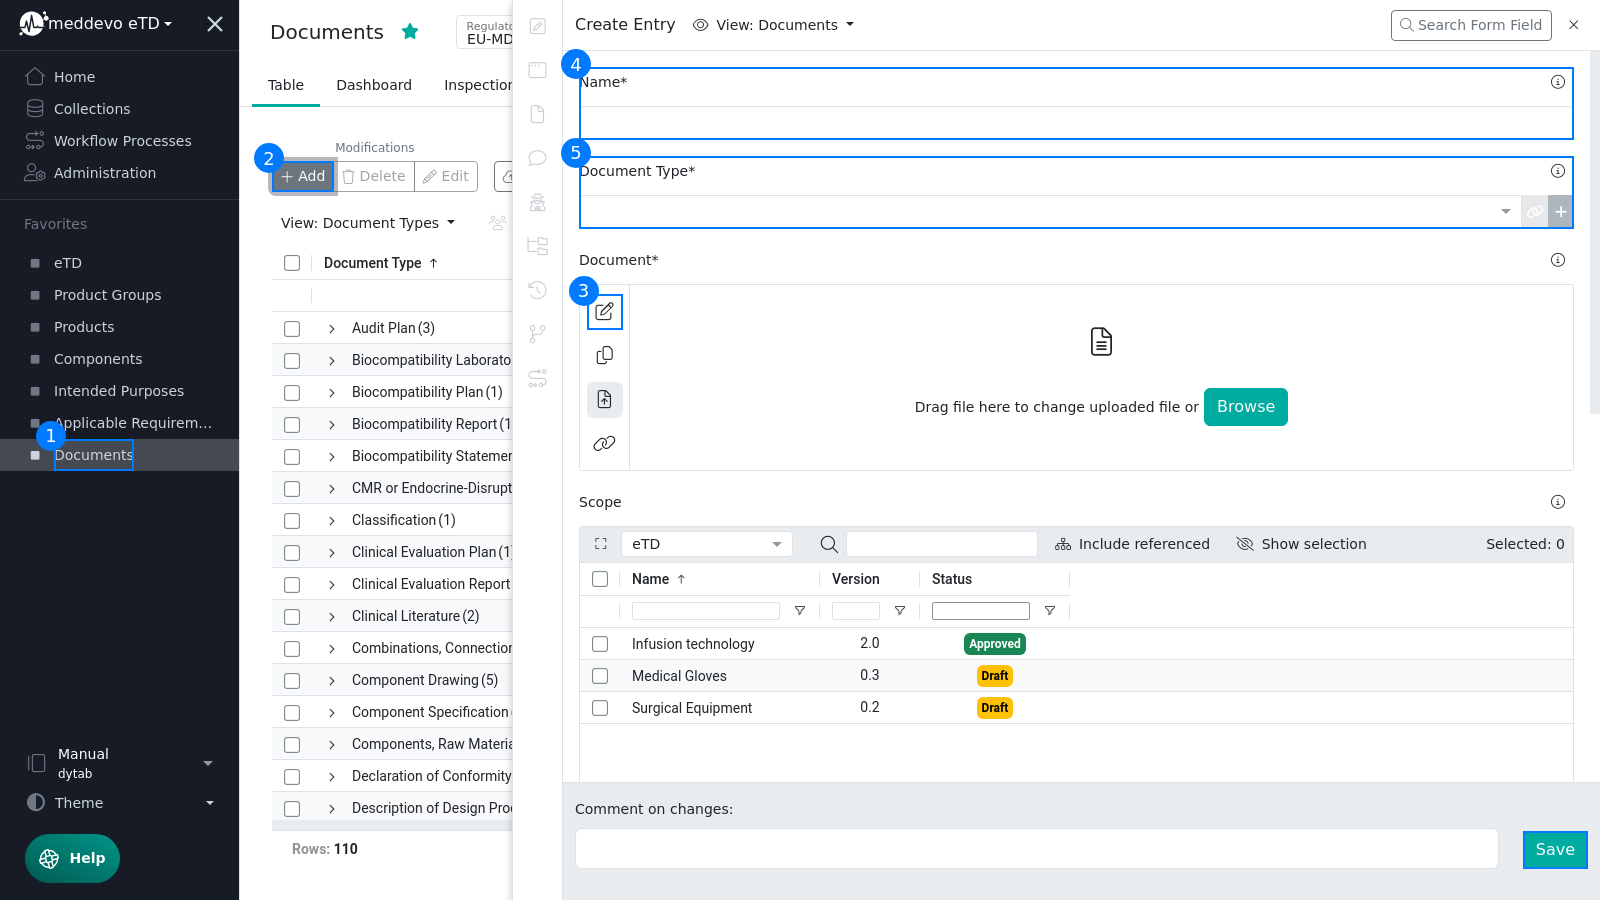 meddevo eTD
Home
Collections
Workflow Processes
Administration
Favorites
eTD
Product Groups
Products
Components
Intended Purposes
Applicable Requirem...
1
Documents
Manual
dytab
Theme
Help
Documents
EU-MD
Table
Dashboard
Inspection
Modifications
2
Add
Delete
Edit
View: Document Types
Document Type
Audit Plan (3)
Biocompatibility Laborato
Biocompatibility Plan (1)
Biocompatibility Report (1
Biocompatibility Statemen
CMR or Endocrine-Disrupt
Classification (1)
Clinical Evaluation Plan (1
Clinical Evaluation Report
Clinical Literature (2)
Combinations, Connection
Component Drawing (5)
Component Specification
Components, Raw Materia
Declaration of Conformity
Description of Design Pro
Rows: 110
Create Entry
View: Documents
Search Form Field
4
Name*
5
Document Type*
Document*
3
Drag file here to change uploaded file or
Browse
Scope
eTD
Include referenced
Show selection
Selected: 0
Name
Version
Status
Infusion technology 2.0 Approved
Medical Gloves 0.3 Draft
Surgical Equipment 0.2 Draft
Comment on changes:
Save